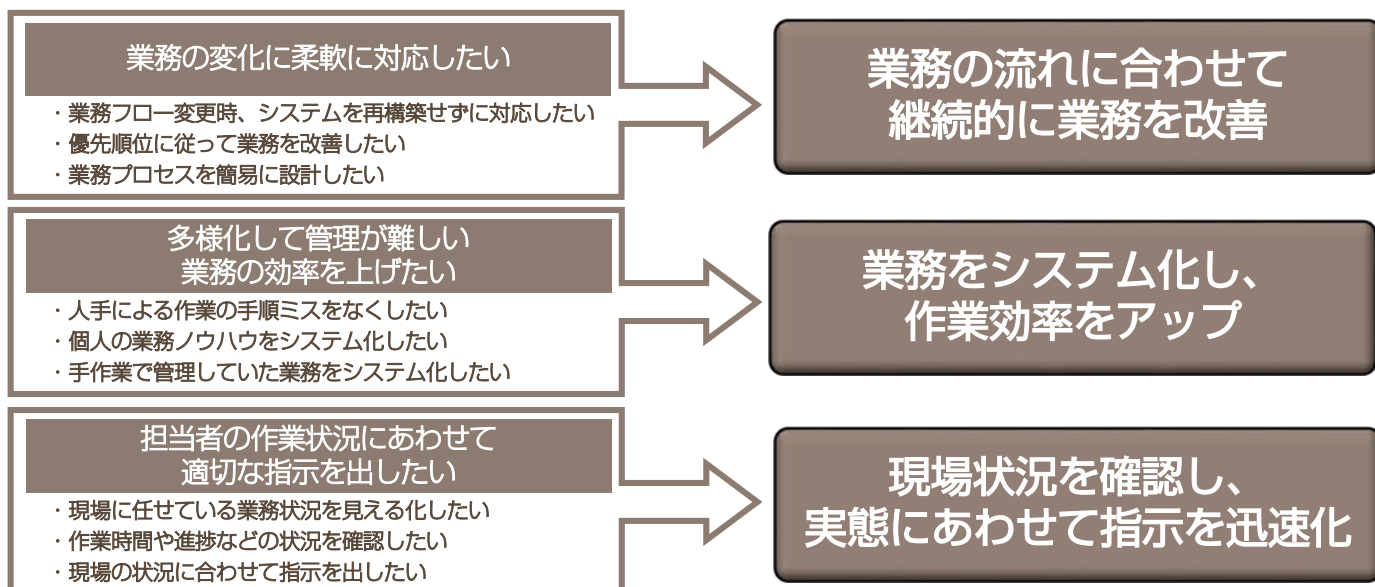 業務の変化に柔軟に対応したい
・業務フロー変更時、システムを再構築せずに対応したい
・優先順位に従って業務を改善したい
・業務プロセスを簡易に設計したい
業務の流れに合わせて
継続的に業務を改善
多様化して管理が難しい
業務の効率を上げたい
・人手による作業の手順ミスをなくしたい
・個人の業務ノウハウをシステム化したい
・手作業で管理していた業務をシステム化したい
業務をシステム化し、
作業効率をアップ
担当者の作業状況にあわせて
適切な指示を出したい
・現場に任せている業務状況を見える化したい
・作業時間や進捗などの状況を確認したい
・現場の状況に合わせて指示を出したい
現場状況を確認し、
実態にあわせて指示を迅速化